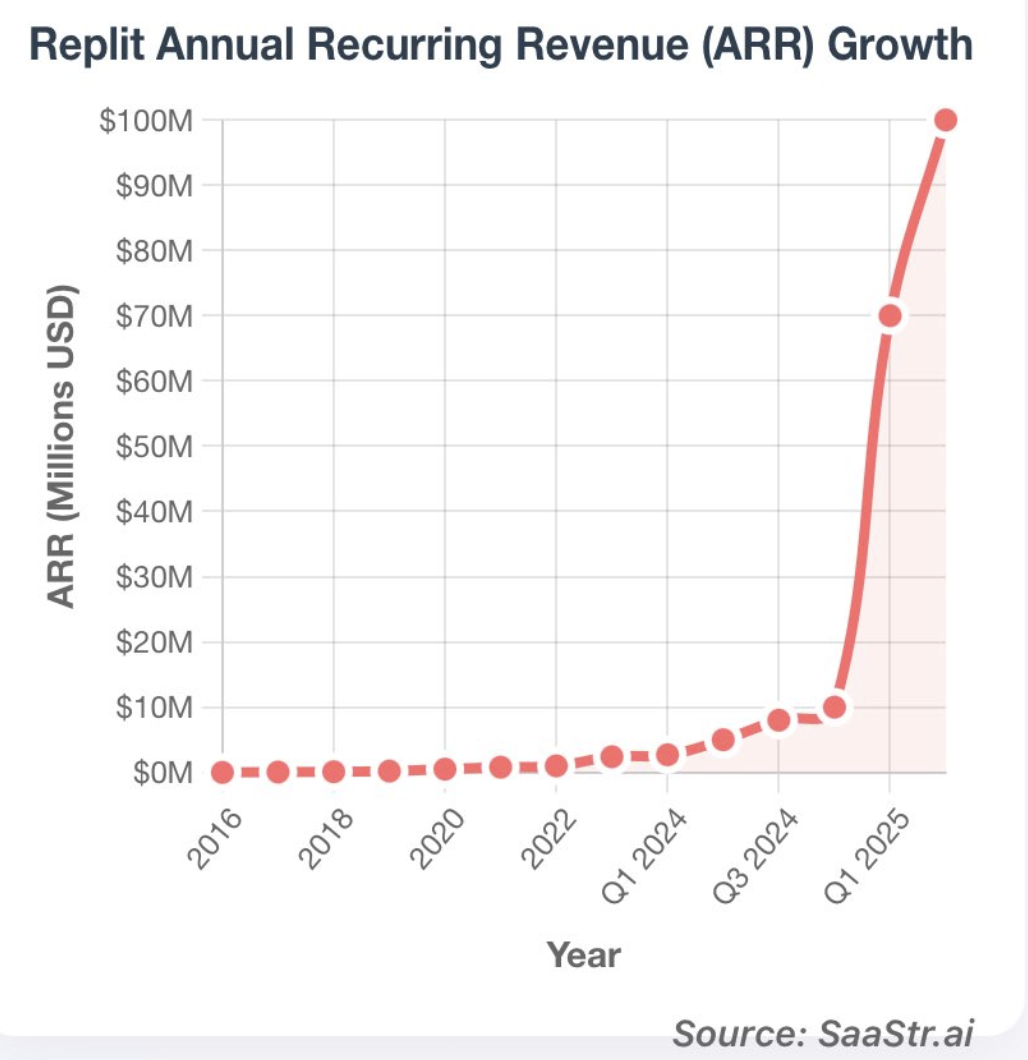 Replit Annual Recurring Revenue (ARR) Growth
$100M
$90M
$80M
$70M
$60M
$50M
$40M
$30M
$20M
$10M
$0M
ARR (Millions USD)
2016
2018
2020
2022
Q1 2024
Q3 2024
Q1 2025
Year
Source: SaaStr.ai